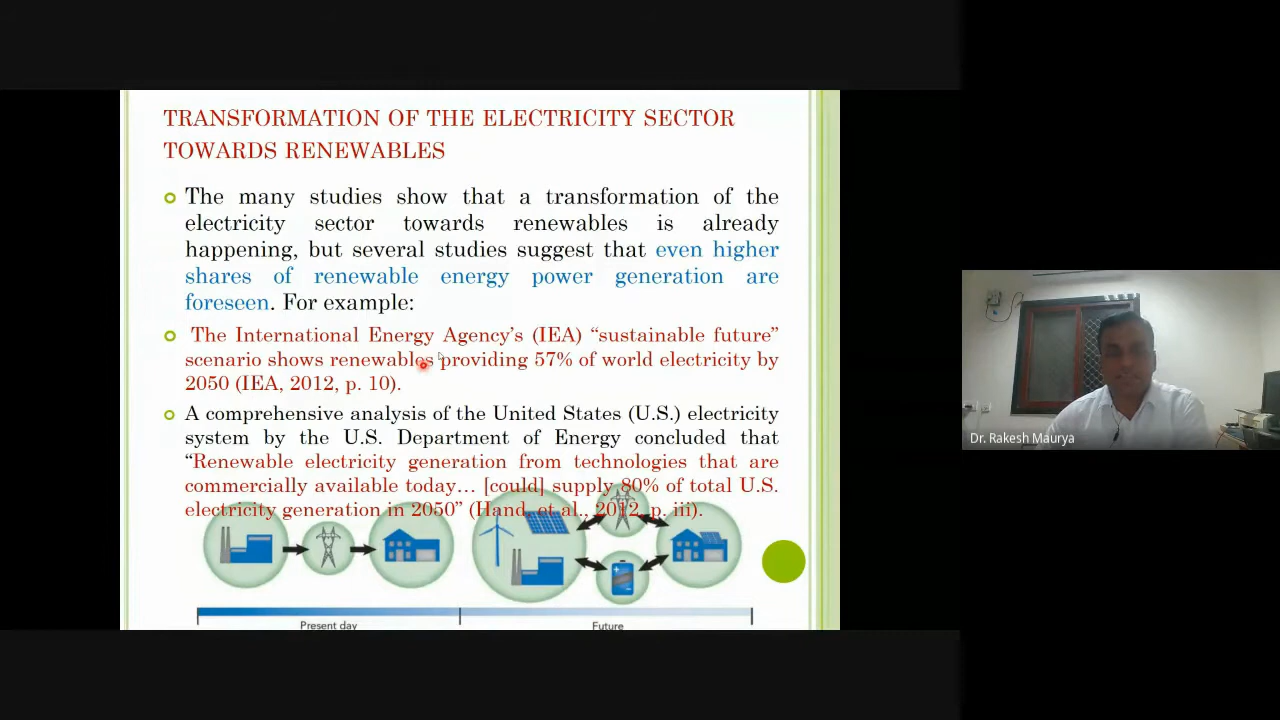 TRANSFORMATION OF THE ELECTRICITY SECTOR
TOWARDS RENEWABLES
The many studies show that a transformation of the
electricity sector towards renewables is already
happening, but several studies suggest that even higher
shares of renewable energy power generation are
foreseen. For example:
The International Energy Agency's (IEA) “sustainable future”
scenario shows renewables providing 57% of world electricity by
2050 (IEA, 2012, p. 10).
A comprehensive analysis of the United States (U.S.) electricity
system by the U.S. Department of Energy concluded that
“Renewable electricity generation from technologies that are
commercially available today… [could] supply 80% of total U.S.
electricity generation in 2050” (Hand, et al., 2012, p. iii).
Present day
Future
Dr. Rakesh Maurya